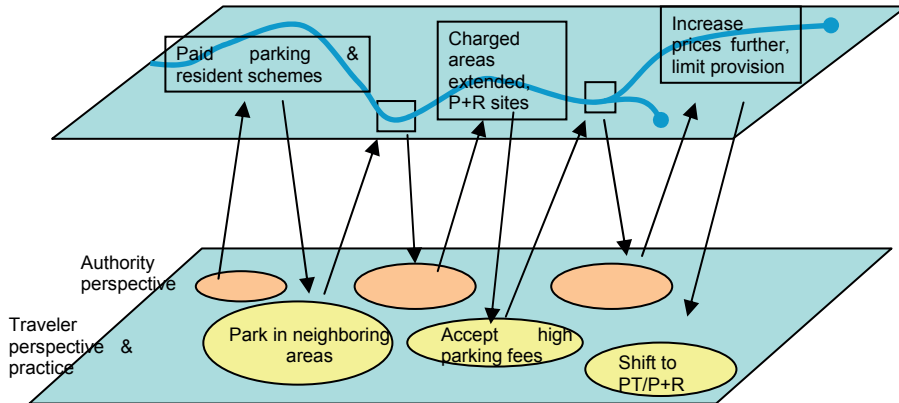 Paid parking &
resident schemes
Charged
areas
extended,
P+R sites
Increase
prices further,
limit provision
Authority
perspective
Traveler
perspective &
practice
Park in neighboring
areas
Accept high
parking fees
Shift to
PT/P+R